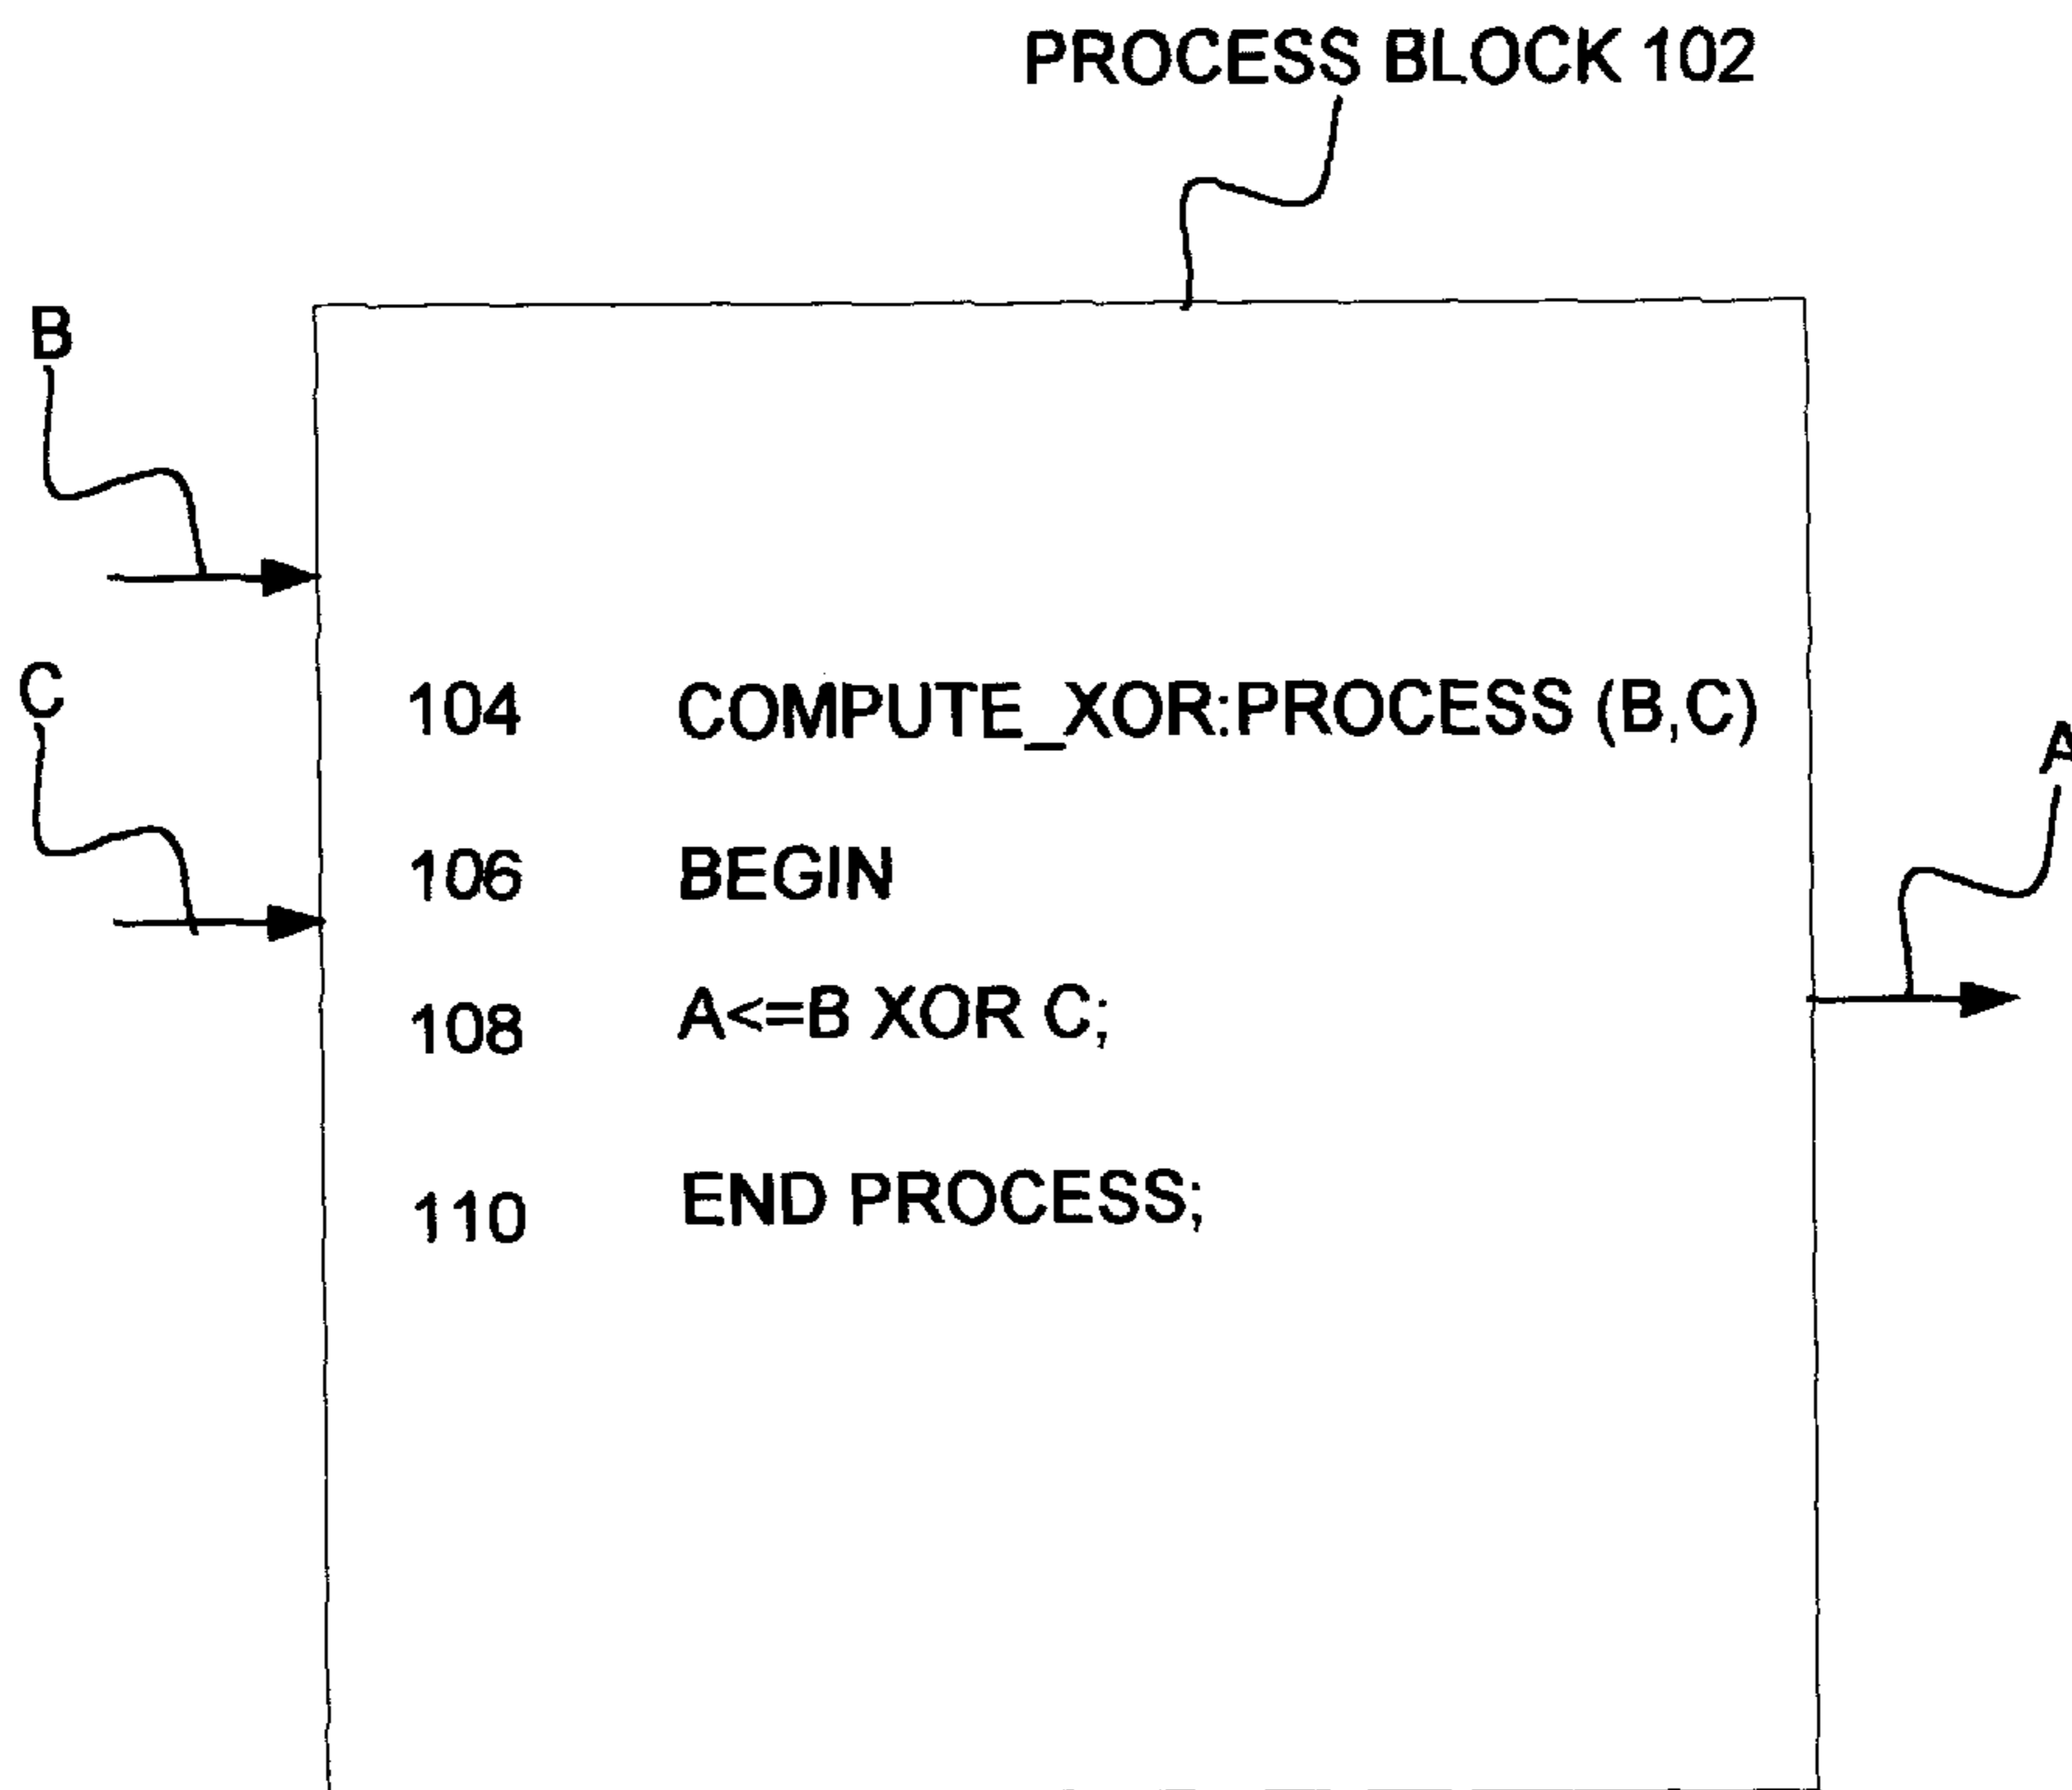 PROCESS BLOCK 102
B
C
104 COMPUTE_XOR:PROCESS (B,C)
A
106 BEGIN
108 A<=B XOR C;
110 END PROCESS;